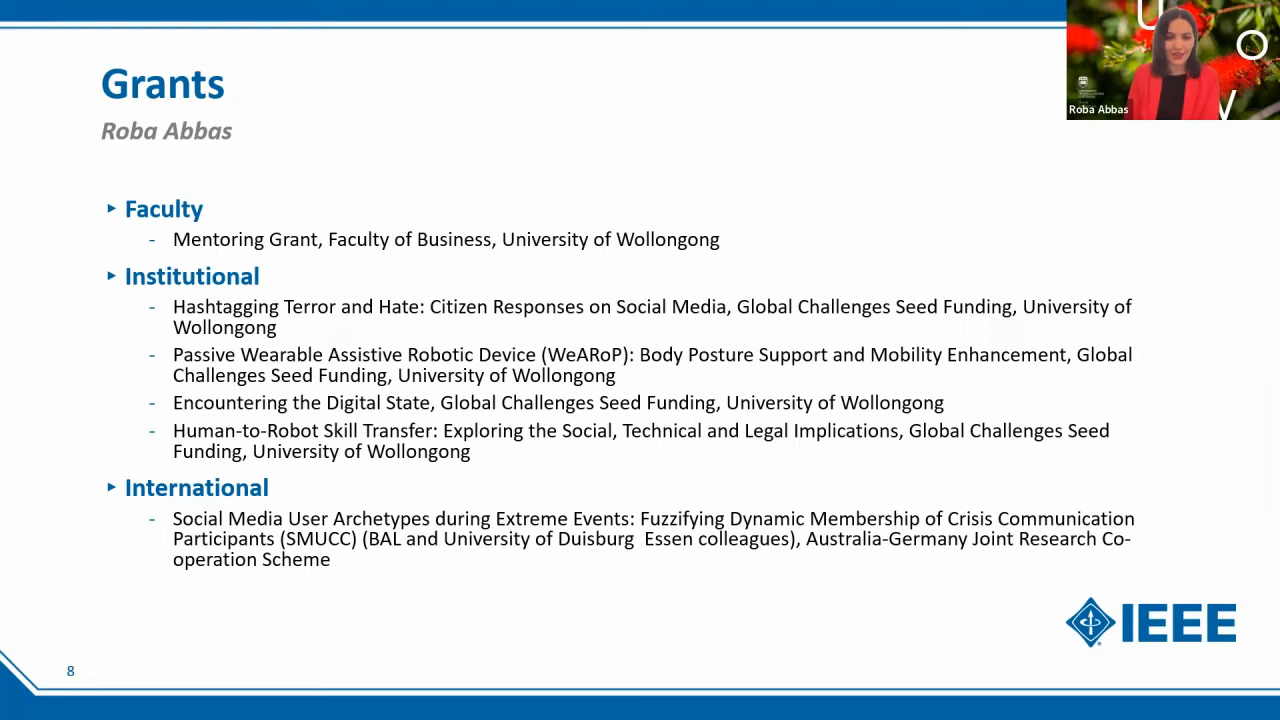 Grants
Roba Abbas
U
O
W
Roba Abbas
‣ Faculty
- Mentoring Grant, Faculty of Business, University of Wollongong
‣ Institutional
- Hashtagging Terror and Hate: Citizen Responses on Social Media, Global Challenges Seed Funding, University of
Wollongong
- Passive Wearable Assistive Robotic Device (WeARoP): Body Posture Support and Mobility Enhancement, Global
Challenges Seed Funding, University of Wollongong
- Encountering the Digital State, Global Challenges Seed Funding, University of Wollongong
- Human-to-Robot Skill Transfer: Exploring the Social, Technical and Legal Implications, Global Challenges Seed
Funding, University of Wollongong
‣ International
- Social Media User Archetypes during Extreme Events: Fuzzifying Dynamic Membership of Crisis Communication
Participants (SMUCC) (BAL and University of Duisburg Essen colleagues), Australia-Germany Joint Research Co-
operation Scheme
IEEE
8